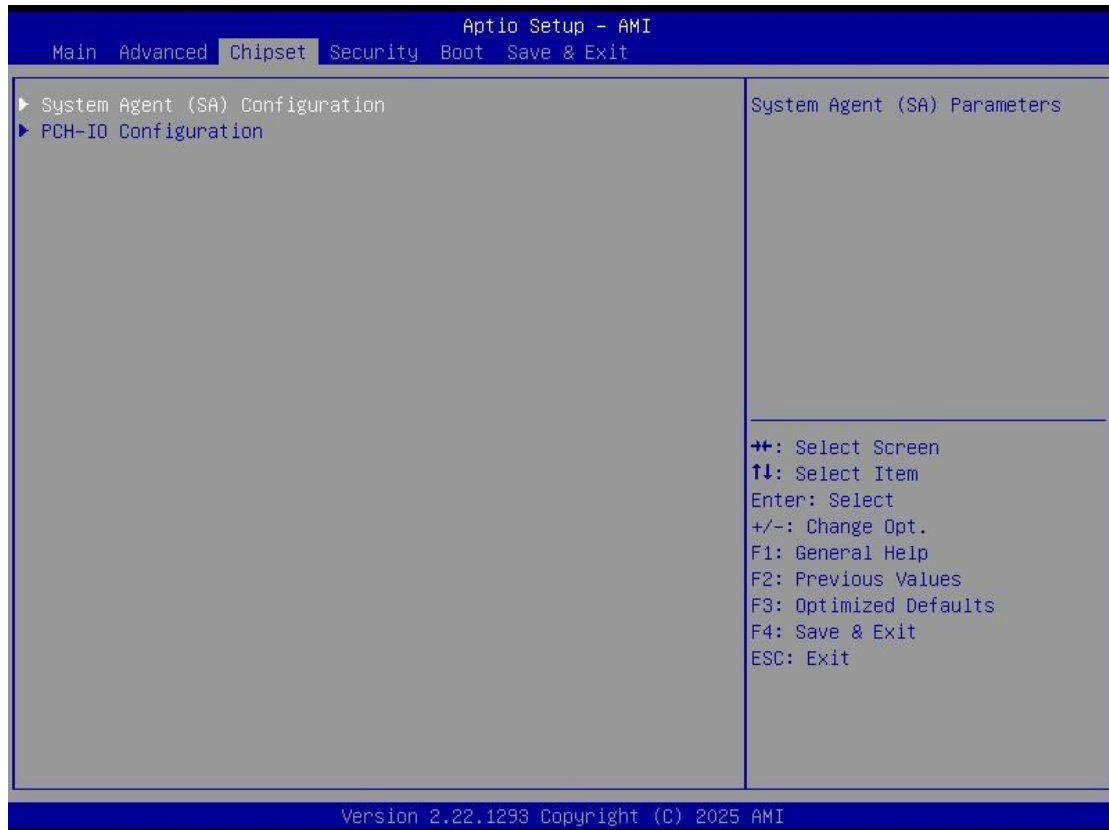 Aptio Setup – AMI
Main Advanced Chipset Security Boot Save & Exit
▶ System Agent (SA) Configuration
▶ PCH-IO Configuration
System Agent (SA) Parameters
→←: Select Screen
↑↓: Select Item
Enter: Select
+/-: Change Opt.
F1: General Help
F2: Previous Values
F3: Optimized Defaults
F4: Save & Exit
ESC: Exit
Version 2.22.1293 Copyright (C) 2025 AMI